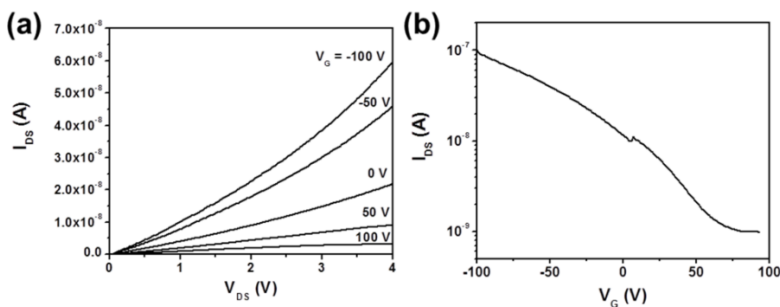 (a)
7.0x10⁻⁸
6.0x10⁻⁸
5.0x10⁻⁸
4.0x10⁻⁸
3.0x10⁻⁸
2.0x10⁻⁸
1.0x10⁻⁸
0.0
I_DS (A)
V_G = -100 V
-50 V
0 V
50 V
100 V
0 1 2 3 4
V_DS (V)
(b)
10⁻⁷
10⁻⁸
10⁻⁹
I_DS (A)
-100 -50 0 50 100
V_G (V)